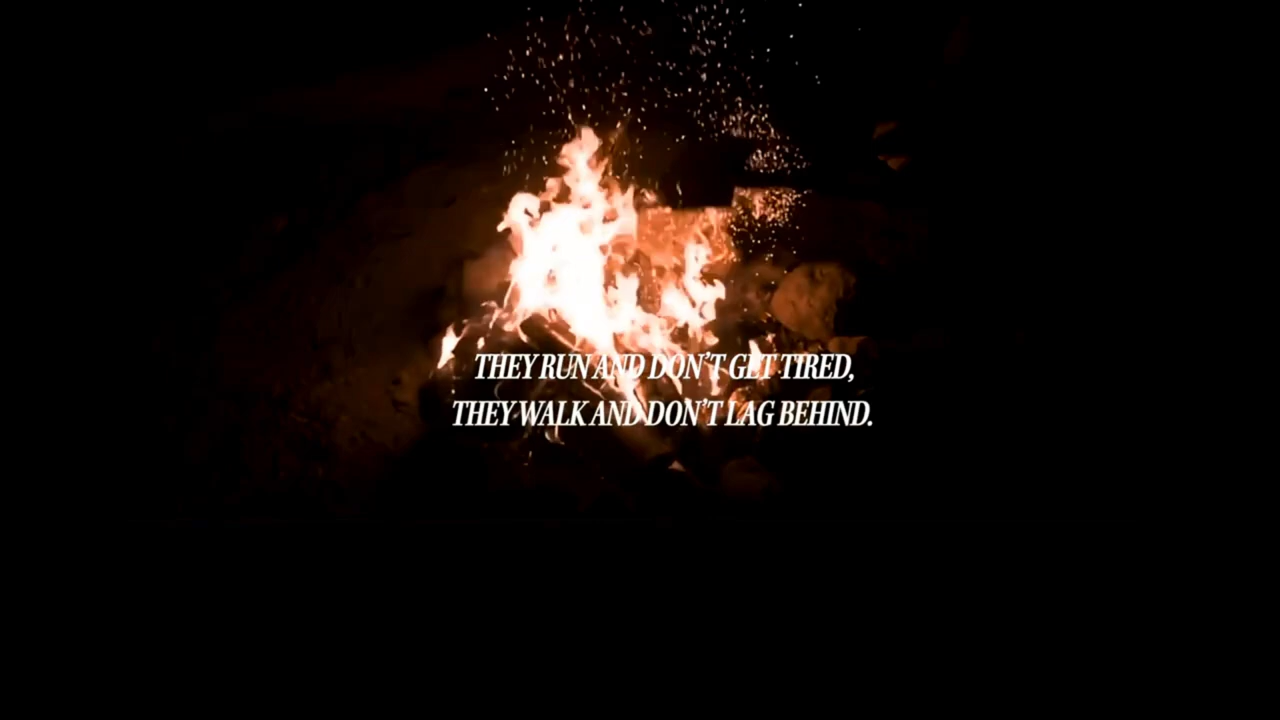 THEY RUN AND DON’T GET TIRED,
THEY WALK AND DON’T LAG BEHIND.